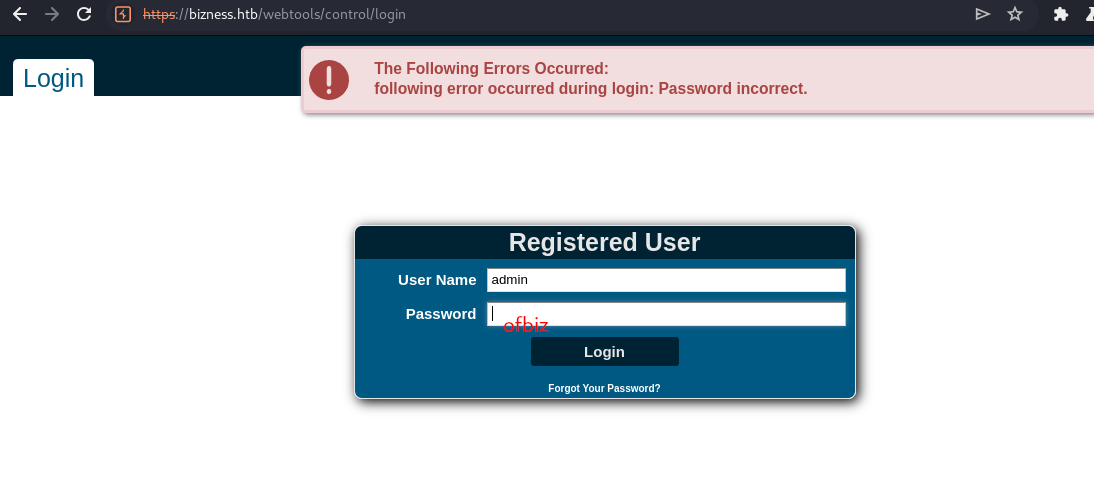 https://bizness.htb/webtools/control/login
Login
The Following Errors Occurred:
following error occurred during login: Password incorrect.
Registered User
User Name admin
Password
ofbiz
Login
Forgot Your Password?